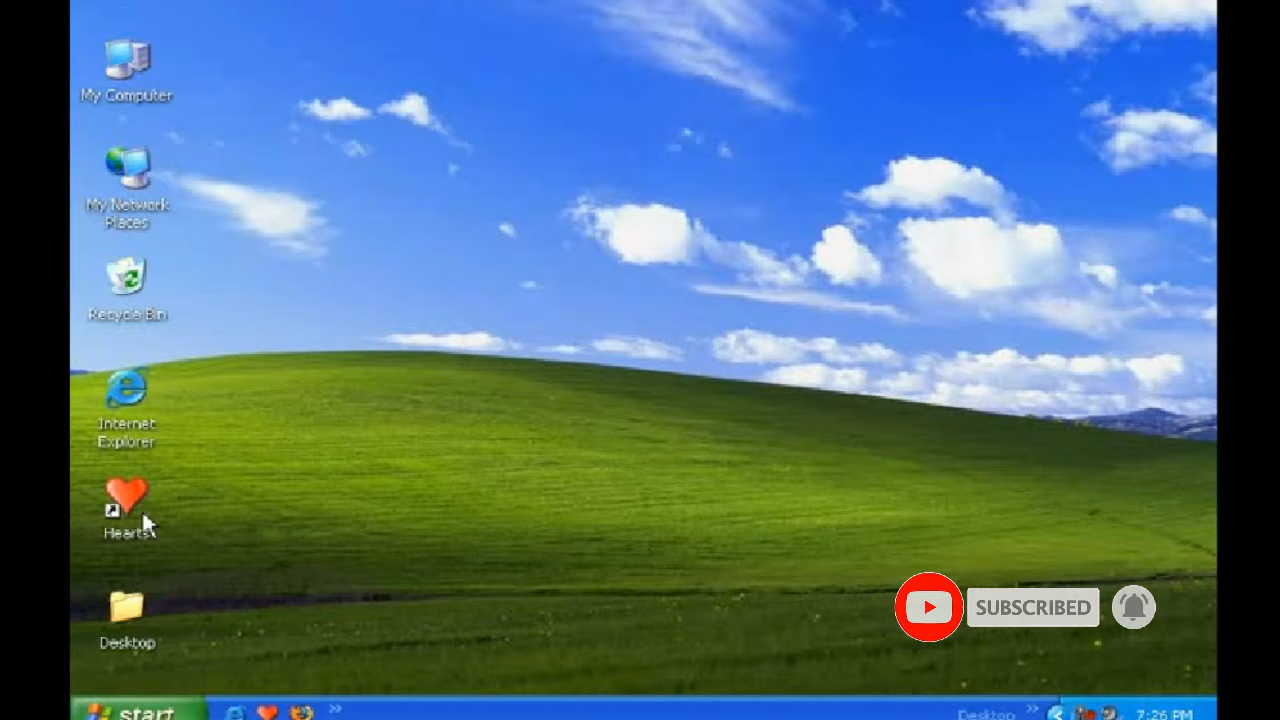 My Computer
My Network
Places
Recycle Bin
Internet
Explorer
Hearts
Desktop
SUBSCRIBED
start
Desktop
7:26 PM